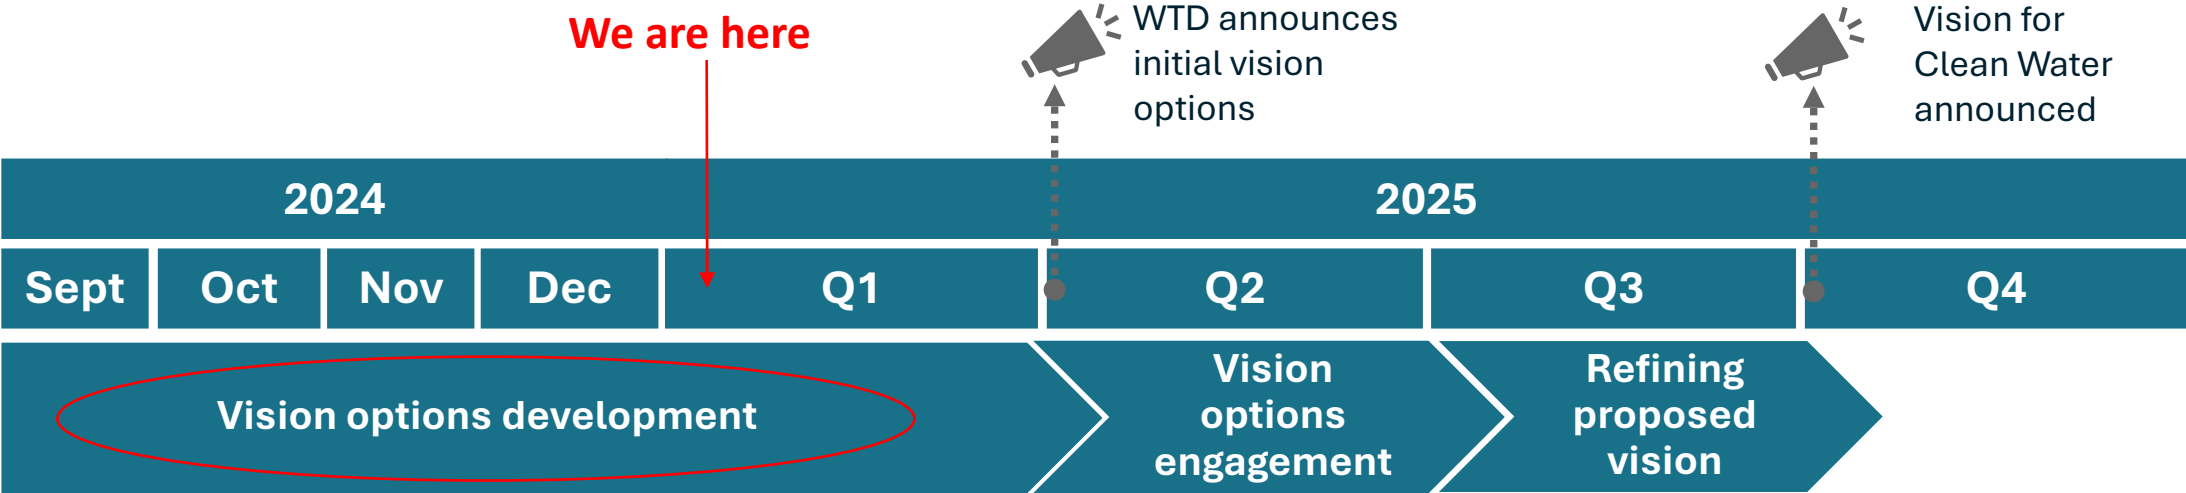 We are here
WTD announces
initial vision
options
Vision for
Clean Water
announced
2024
2025
Sept
Oct
Nov
Dec
Q1
Q2
Q3
Q4
Vision options development
Vision
options
engagement
Refining
proposed
vision